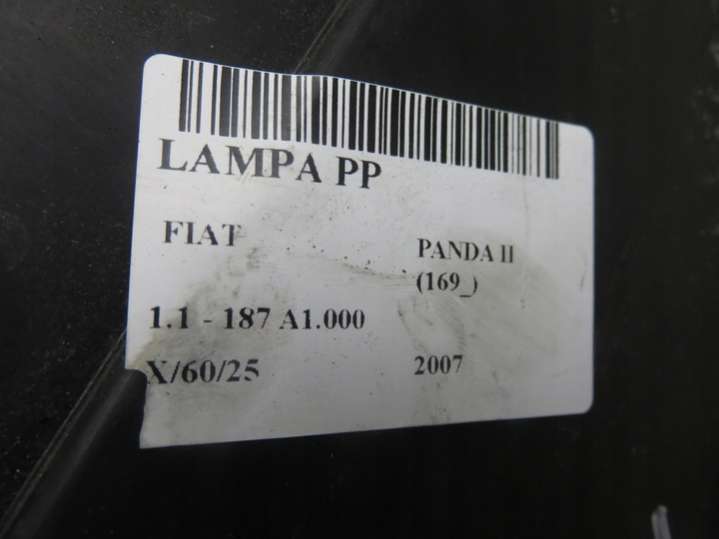 LAMPA PP
FIAT
PANDA II
(169_)
1.1 - 187 A1.000
X/60/25
2007